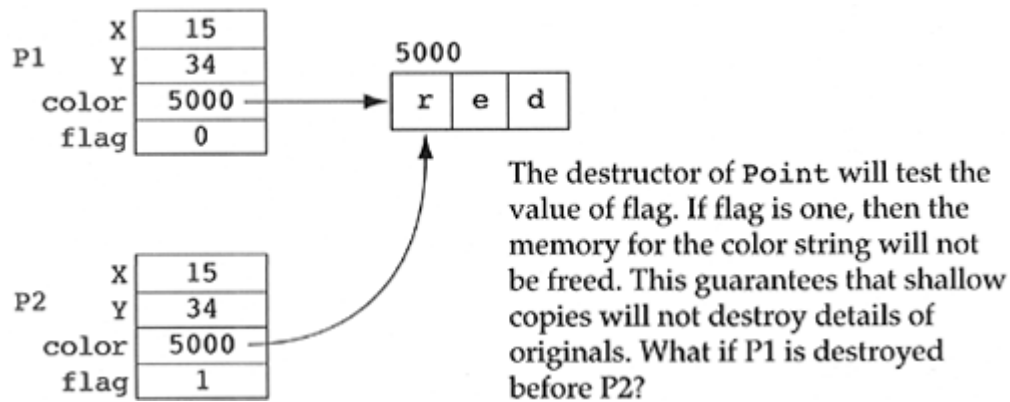 P1
X 15
Y 34
color 5000
flag 0
5000
r e d
The destructor of Point will test the
value of flag. If flag is one, then the
memory for the color string will not
be freed. This guarantees that shallow
copies will not destroy details of
originals. What if P1 is destroyed
before P2?
P2
X 15
Y 34
color 5000
flag 1